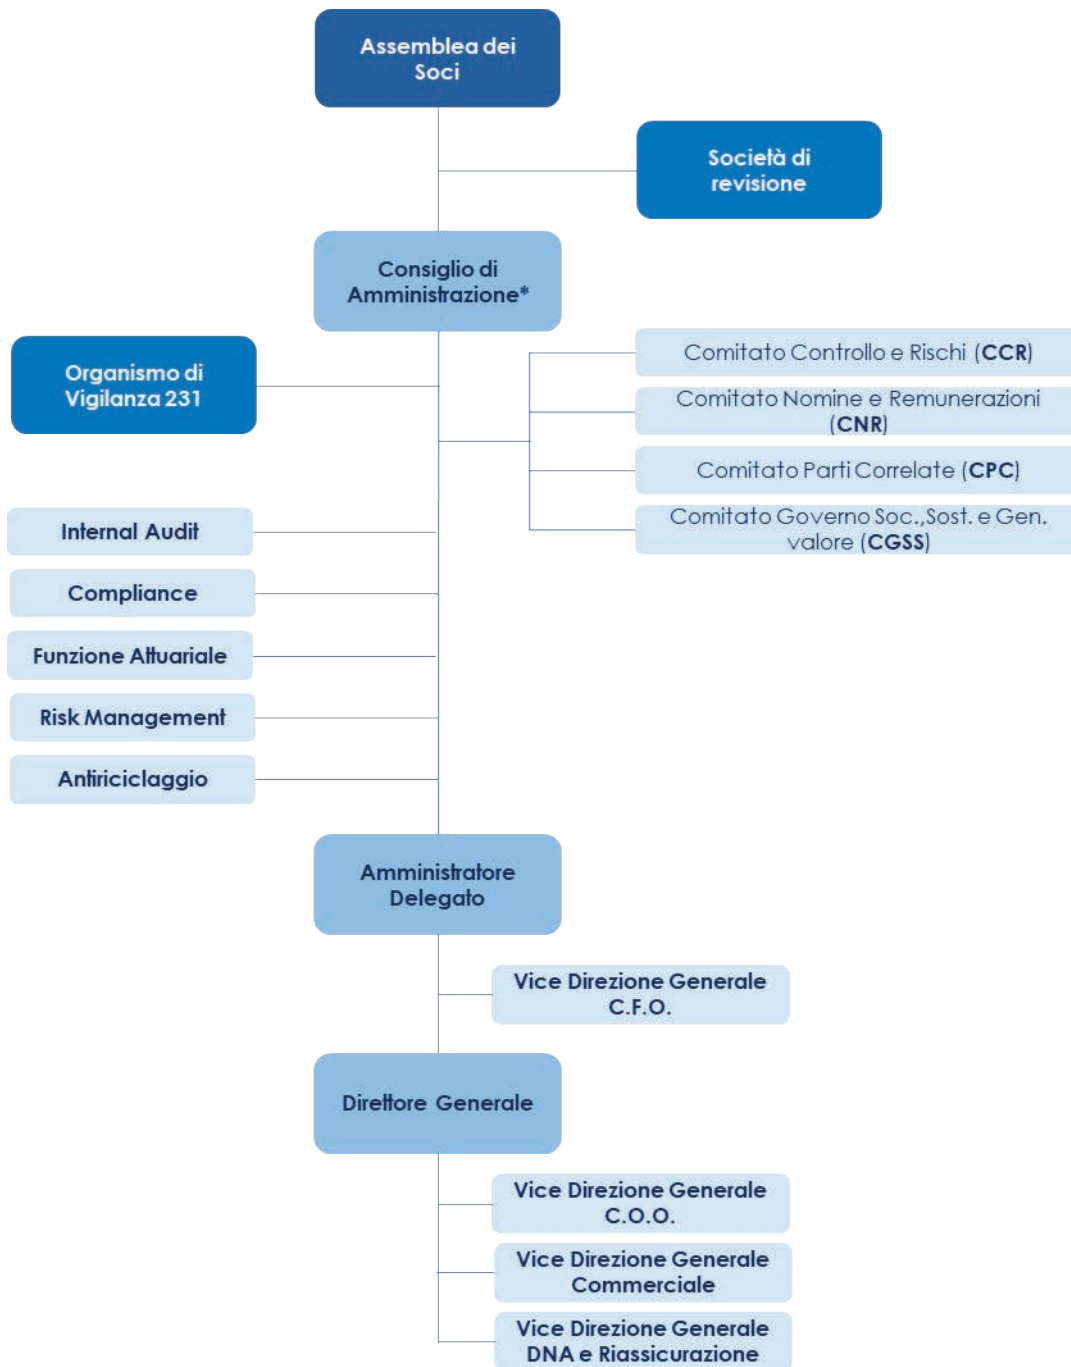 Assemblea dei
Soci
Società di
revisione
Consiglio di
Amministrazione*
Organismo di
Vigilanza 231
Comitato Controllo e Rischi (CCR)
Comitato Nomine e Remunerazioni
(CNR)
Comitato Parti Correlate (CPC)
Comitato Governo Soc.,Sost. e Gen.
valore (CGSS)
Internal Audit
Compliance
Funzione Attuariale
Risk Management
Antiriciclaggio
Amministratore
Delegato
Vice Direzione Generale
C.F.O.
Direttore Generale
Vice Direzione Generale
C.O.O.
Vice Direzione Generale
Commerciale
Vice Direzione Generale
DNA e Riassicurazione